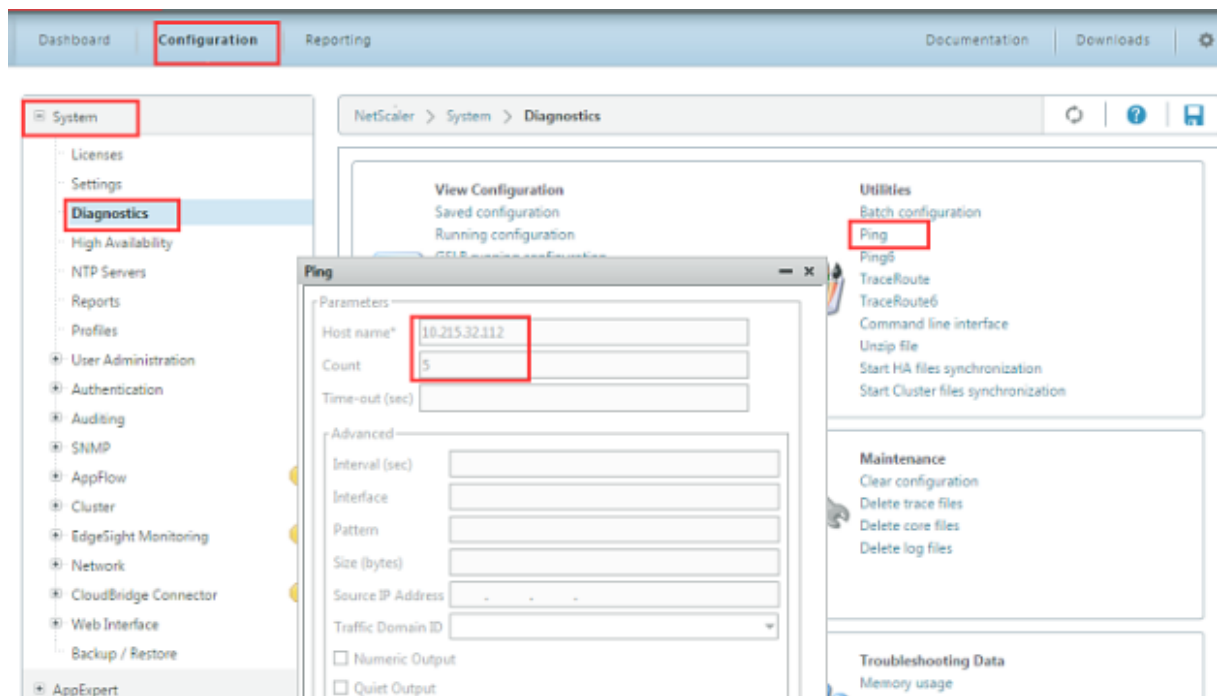 Dashboard
Configuration
Reporting
Documentation
Downloads
System
Licenses
Settings
Diagnostics
High Availability
NTP Servers
Reports
Profiles
User Administration
Authentication
Auditing
SNMP
AppFlow
Cluster
EdgeSight Monitoring
Network
CloudBridge Connector
Web Interface
Backup / Restore
AppExpert
NetScaler > System > Diagnostics
View Configuration
Saved configuration
Running configuration
GSLB running configuration
Utilities
Batch configuration
Ping
Ping6
TraceRoute
TraceRoute6
Command line interface
Unzip file
Start HA files synchronization
Start Cluster files synchronization
Maintenance
Clear configuration
Delete trace files
Delete core files
Delete log files
Troubleshooting Data
Memory usage
Ping
Parameters
Host name* 10.215.32.112
Count 5
Time-out (sec)
Advanced
Interval (sec)
Interface
Pattern
Size (bytes)
Source IP Address . . .
Traffic Domain ID
Numeric Output
Quiet Output